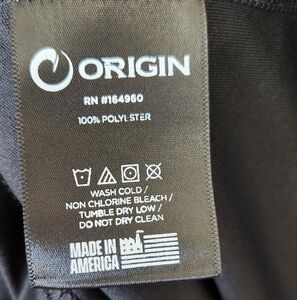 ORIGIN
RN #164960
100% POLYESTER
WASH COLD /
NON CHLORINE BLEACH /
TUMBLE DRY LOW /
DO NOT DRY CLEAN
MADE IN
AMERICA